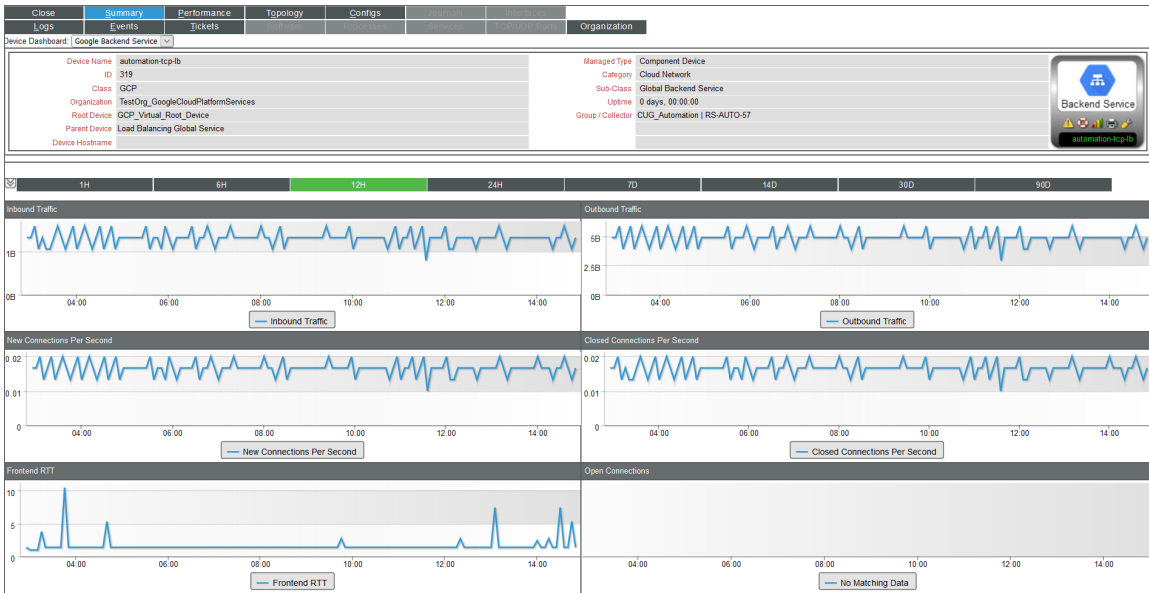 Close Summary Performance Topology Configs Journals Interfaces
Logs Events Tickets Software Processes Services TCP/UDP Ports Organization
Device Dashboard: Google Backend Service
Device Name automation-tcp-lb
ID 319
Class GCP
Organization TestOrg_GoogleCloudPlatformServices
Root Device GCP_Virtual_Root_Device
Parent Device Load Balancing Global Service
Device Hostname
Managed Type Component Device
Category Cloud.Network
Sub-Class Global Backend Service
Uptime 0 days, 00:00:00
Group / Collector CUG_Automation | RS-AUTO-57
Backend Service
automation-tcp-lb
1H 6H 12H 24H 7D 14D 30D 90D
Inbound Traffic
1B
0B
04:00 06:00 08:00 10:00 12:00 14:00
Inbound Traffic
Outbound Traffic
5B
2.5B
0B
04:00 06:00 08:00 10:00 12:00 14:00
Outbound Traffic
New Connections Per Second
0.02
0.01
0
04:00 06:00 08:00 10:00 12:00 14:00
New Connections Per Second
Closed Connections Per Second
0.02
0.01
0
04:00 06:00 08:00 10:00 12:00 14:00
Closed Connections Per Second
Frontend RTT
10
5
0
04:00 06:00 08:00 10:00 12:00 14:00
Frontend RTT
Open Connections
04:00 06:00 08:00 10:00 12:00 14:00
No Matching Data